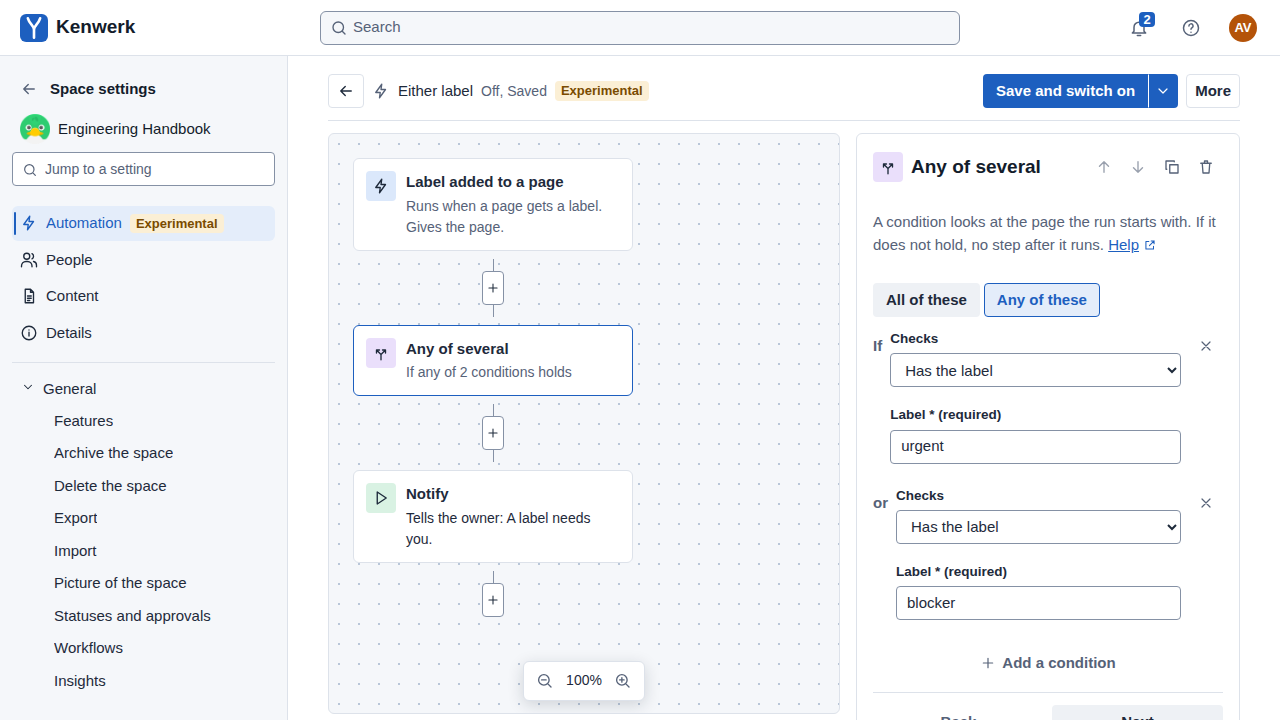 Kenwerk
Search
2
AV
Space settings
Engineering Handbook
Jump to a setting
Automation Experimental
People
Content
Details
General
Features
Archive the space
Delete the space
Export
Import
Picture of the space
Statuses and approvals
Workflows
Insights
Either label Off, Saved Experimental
Save and switch on
More
Label added to a page
Runs when a page gets a label.
Gives the page.
Any of several
If any of 2 conditions holds
Notify
Tells the owner: A label needs
you.
100%
Any of several
A condition looks at the page the run starts with. If it
does not hold, no step after it runs. Help
All of these Any of these
If Checks
Has the label
Label * (required)
urgent
or Checks
Has the label
Label * (required)
blocker
Add a condition
Back Next